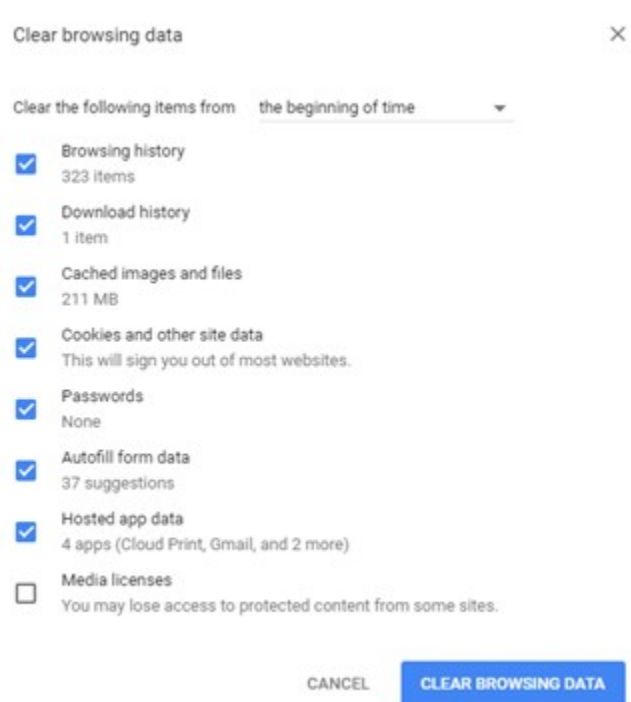 Clear browsing data
Clear the following items from the beginning of time
Browsing history
323 items
Download history
1 item
Cached images and files
211 MB
Cookies and other site data
This will sign you out of most websites.
Passwords
None
Autofill form data
37 suggestions
Hosted app data
4 apps (Cloud Print, Gmail, and 2 more)
Media licenses
You may lose access to protected content from some sites.
CANCEL CLEAR BROWSING DATA